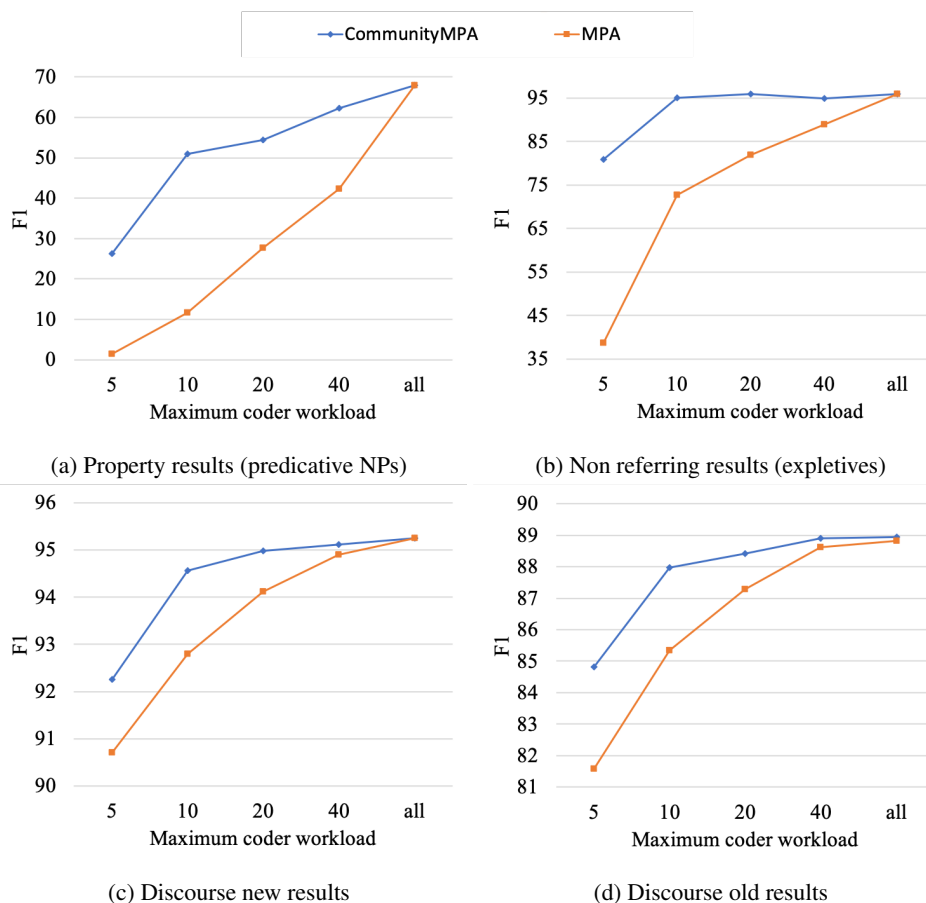 CommunityMPA MPA
70
60
50
40
30
20
10
0
F1
5 10 20 40 all
Maximum coder workload
(a) Property results (predicative NPs)
95
85
75
65
55
45
35
F1
5 10 20 40 all
Maximum coder workload
(b) Non referring results (expletives)
96
95
94
93
92
91
90
F1
5 10 20 40 all
Maximum coder workload
(c) Discourse new results
90
89
88
87
86
85
84
83
82
81
F1
5 10 20 40 all
Maximum coder workload
(d) Discourse old results